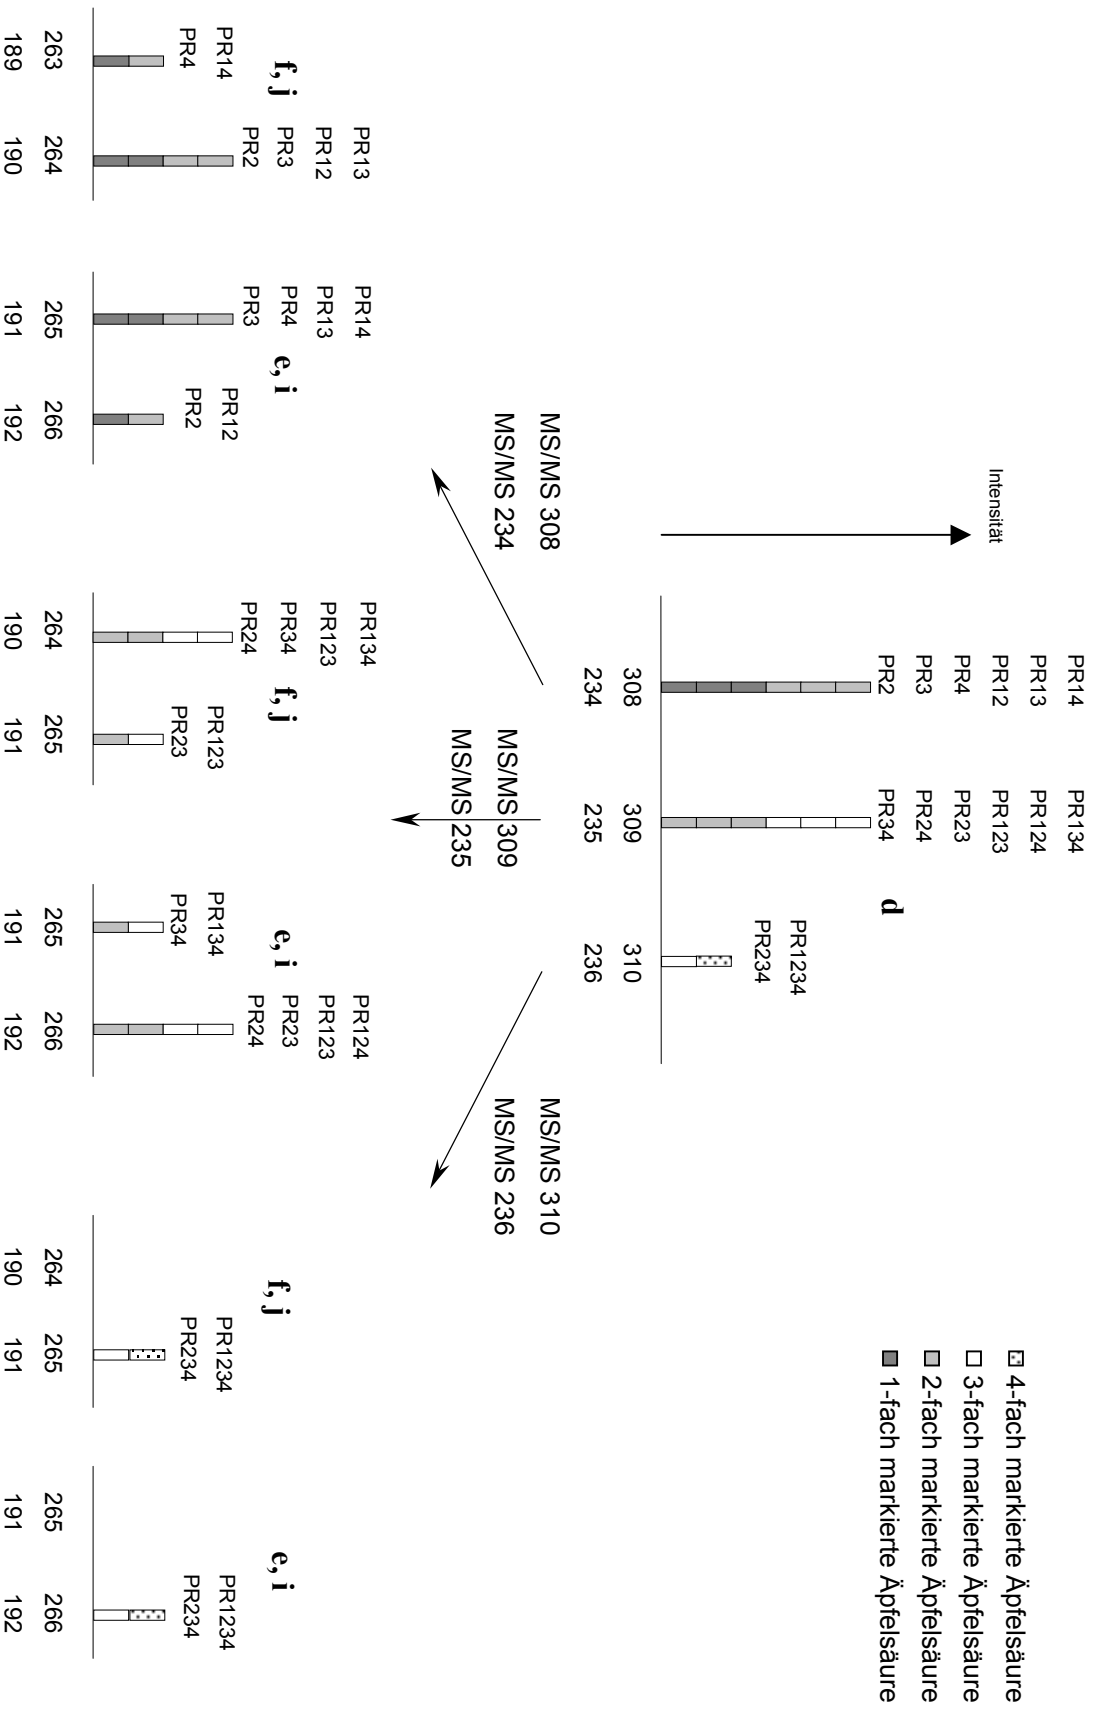 Intensität
4-fach markierte Äpfelsäure
3-fach markierte Äpfelsäure
2-fach markierte Äpfelsäure
1-fach markierte Äpfelsäure
PR14
PR13
PR12
PR4
PR3
PR2
308
234
PR134
PR124
PR123
PR23
PR24
PR34
309
235
d
PR1234
PR234
310
236
MS/MS 308
MS/MS 234
MS/MS 309
MS/MS 235
MS/MS 310
MS/MS 236
f, j
PR14
PR4
263
189
PR13
PR12
PR3
PR2
264
190
e, i
PR14
PR13
PR4
PR3
265
191
PR12
PR2
266
192
f, j
PR134
PR123
PR34
PR24
264
190
PR123
PR23
265
191
e, i
PR134
PR34
265
191
PR124
PR123
PR23
PR24
266
192
f, j
264
190
PR1234
PR234
265
191
e, i
265
191
PR1234
PR234
266
192